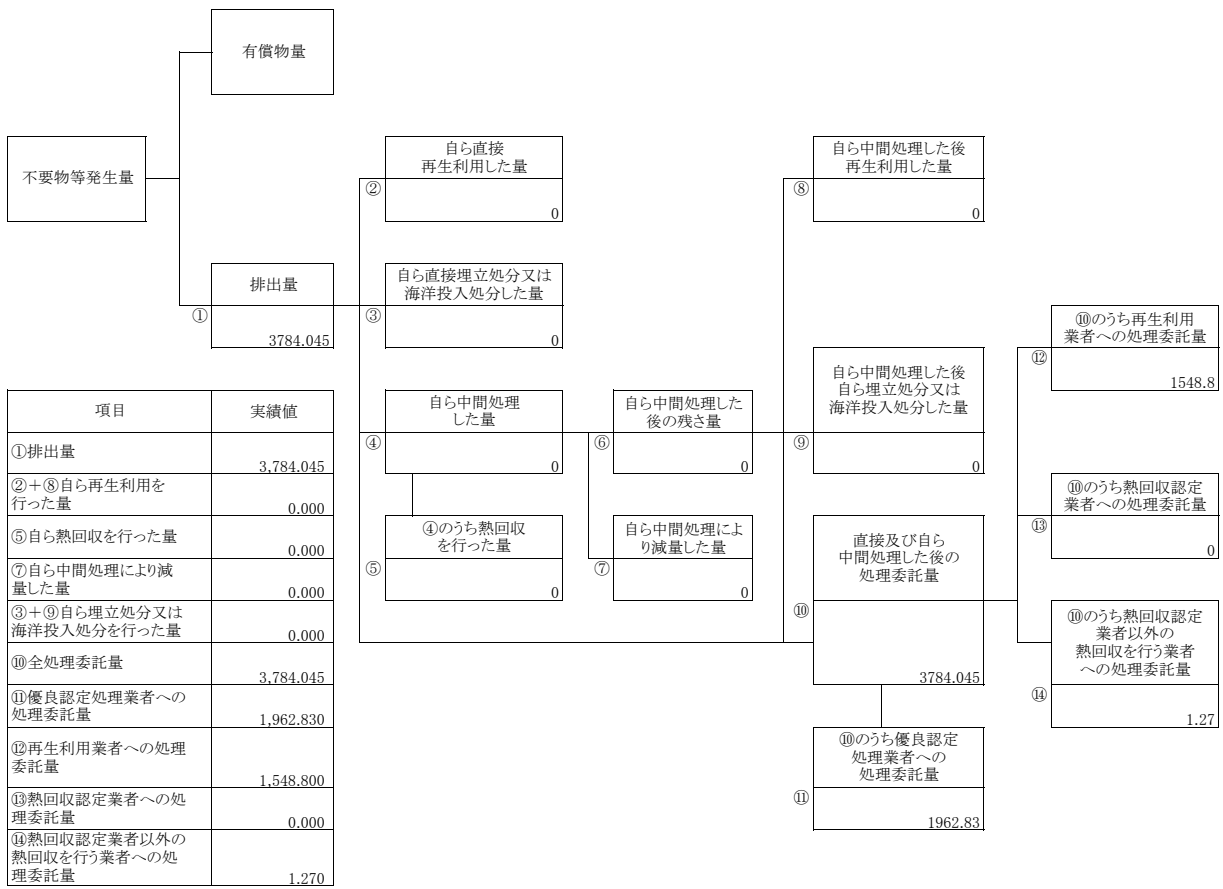 有償物量
不要物等発生量
排出量
①
3784.045
自ら直接
再生利用した量
②
0
自ら直接埋立処分又は
海洋投入処分した量
③
0
自ら中間処理
した量
④
0
④のうち熱回収
を行った量
⑤
0
自ら中間処理した
後の残さ量
⑥
0
自ら中間処理によ
り減量した量
⑦
0
自ら中間処理した後
再生利用した量
⑧
0
自ら中間処理した後
自ら埋立処分又は
海洋投入処分した量
⑨
0
直接及び自ら
中間処理した後の
処理委託量
⑩
3784.045
⑩のうち優良認定
処理業者への
処理委託量
⑪
1962.83
⑩のうち再生利用
業者への処理委託量
⑫
1548.8
⑩のうち熱回収認定
業者への処理委託量
⑬
0
⑩のうち熱回収認定
業者以外の
熱回収を行う業者
への処理委託量
⑭
1.27
項目 実績値
①排出量
3,784.045
②+⑧自ら再生利用を
行った量
0.000
⑤自ら熱回収を行った量
0.000
⑦自ら中間処理により減
量した量
0.000
③+⑨自ら埋立処分又は
海洋投入処分を行った量
0.000
⑩全処理委託量
3,784.045
⑪優良認定処理業者への
処理委託量
1,962.830
⑫再生利用業者への処理
委託量
1,548.800
⑬熱回収認定業者への処
理委託量
0.000
⑭熱回収認定業者以外の
熱回収を行う業者への処
理委託量
1.270